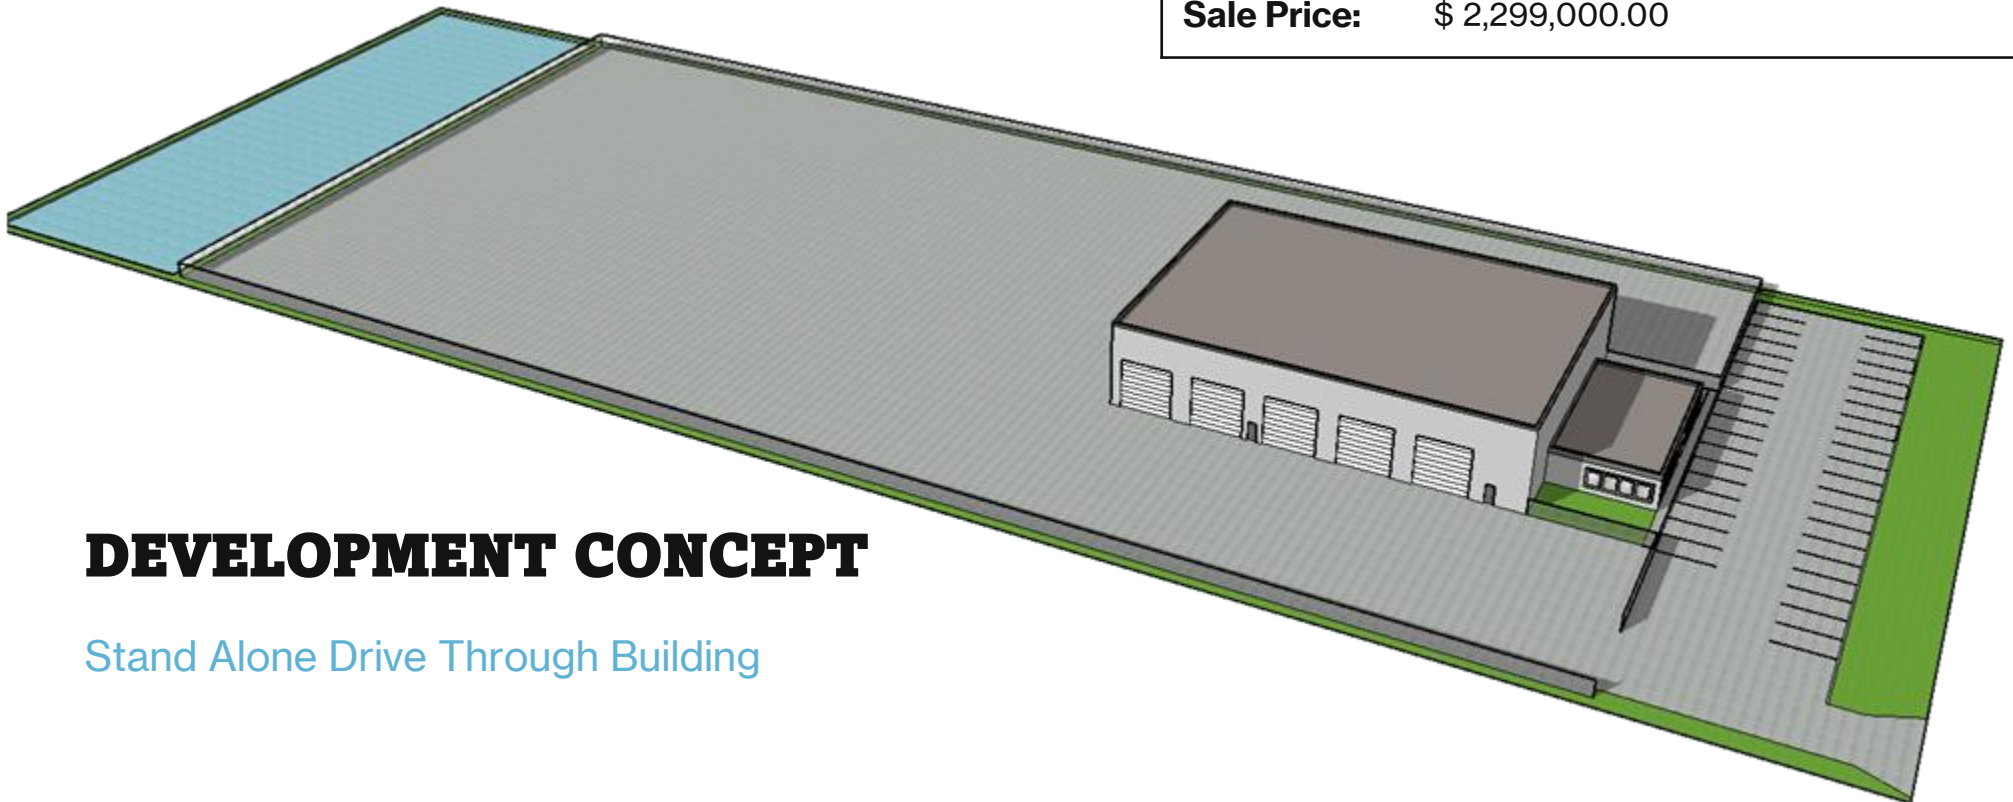 Sale Price: $ 2,299,000.00
DEVELOPMENT CONCEPT
Stand Alone Drive Through Building